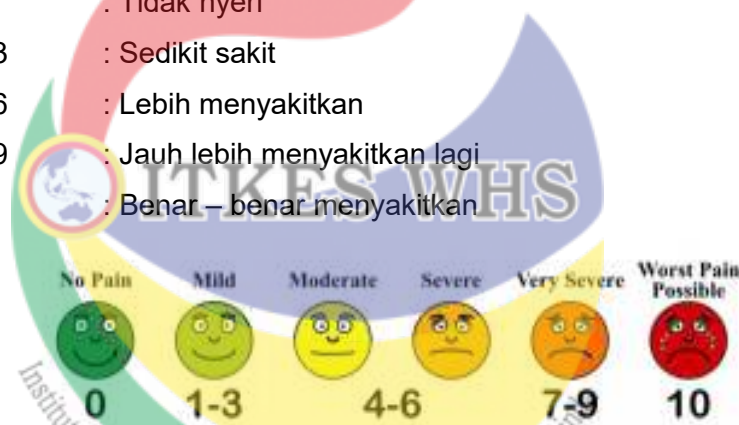 : Tidak nyeri
3 : Sedikit sakit
6 : Lebih menyakitkan
9 : Jauh lebih menyakitkan lagi
: Benar – benar menyakitkan
ITKES WHS
No Pain Mild Moderate Severe Very Severe Worst Pain
Possible
0 1-3 4-6 7-9 10